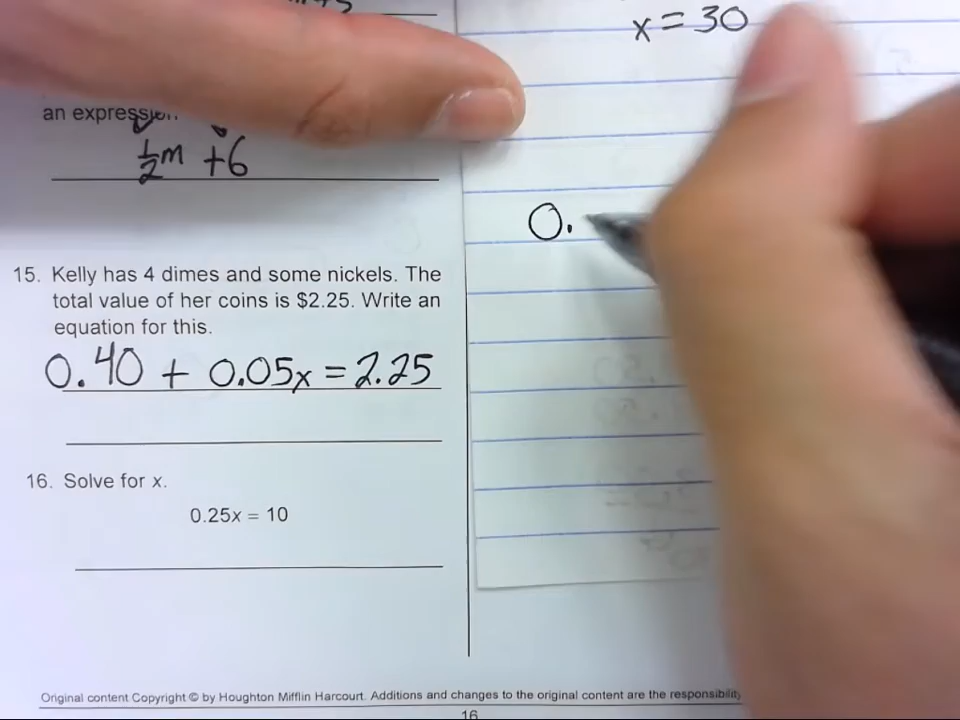 x = 30
an expression
1/2 m + 6
0.
15. Kelly has 4 dimes and some nickels. The
total value of her coins is $2.25. Write an
equation for this.
0.40 + 0.05x = 2.25
16. Solve for x.
0.25x = 10
Original content Copyright © by Houghton Mifflin Harcourt. Additions and changes to the original content are the responsibility
16